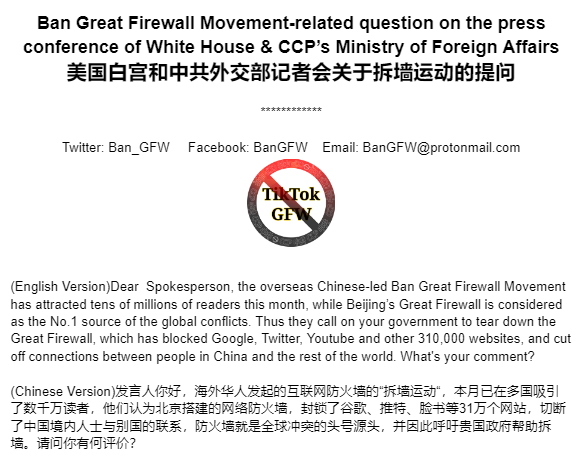 Ban Great Firewall Movement-related question on the press
conference of White House & CCP's Ministry of Foreign Affairs
美国白宫和中共外交部记者会关于拆墙运动的提问
************
Twitter: Ban_GFW Facebook: BanGFW Email: BanGFW@protonmail.com
TikTok
GFW
(English Version)Dear Spokesperson, the overseas Chinese-led Ban Great Firewall Movement
has attracted tens of millions of readers this month, while Beijing's Great Firewall is considered
as the No.1 source of the global conflicts. Thus they call on your government to tear down the
Great Firewall, which has blocked Google, Twitter, Youtube and other 310,000 websites, and cut
off connections between people in China and the rest of the world. What's your comment?
(Chinese Version)发言人你好，海外华人发起的互联网防火墙的“拆墙运动“，本月已在多国吸引
了数千万读者，他们认为北京搭建的网络防火墙，封锁了谷歌、推特、脸书等31万个网站，切断
了中国境内人士与别国的联系，防火墙就是全球冲突的头号源头，并因此呼吁贵国政府帮助拆
墙。请问你有何评价？